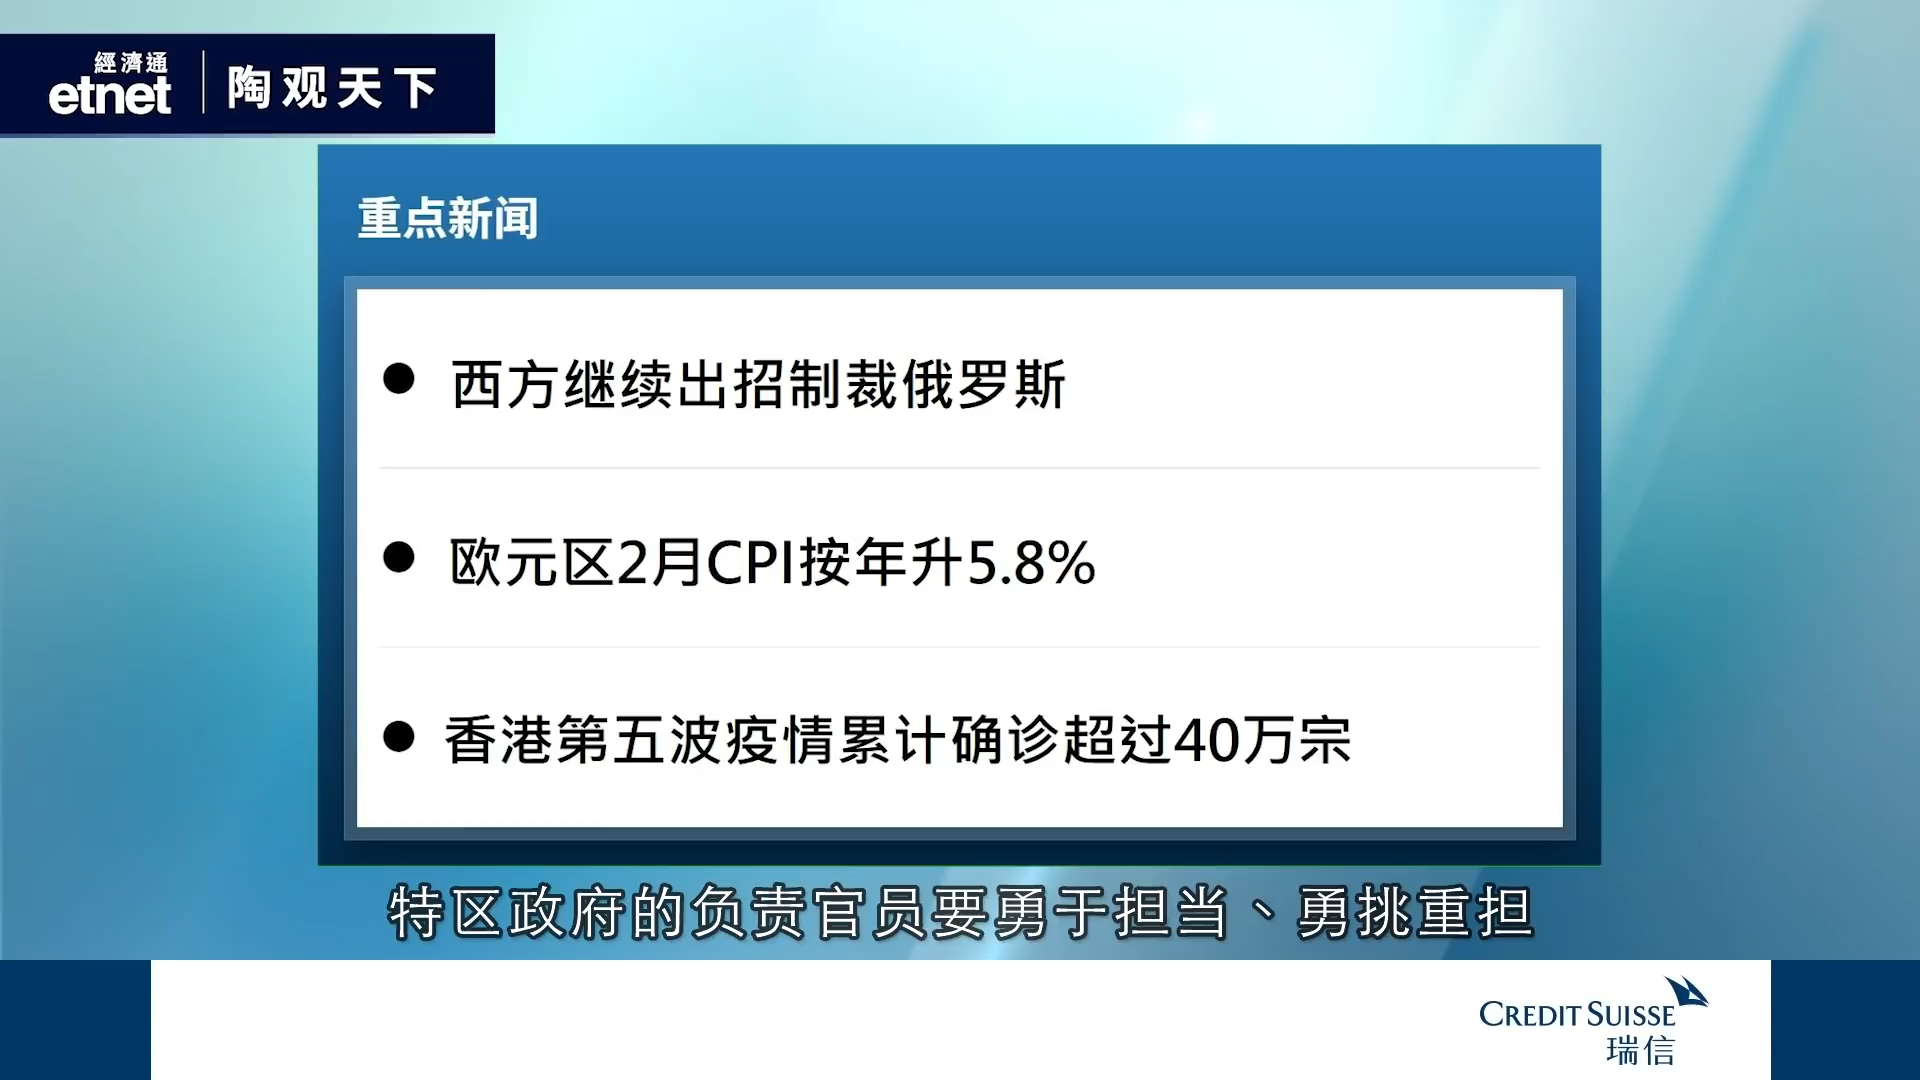 經濟通
etnet
陶观天下
重点新闻
● 西方继续出招制裁俄罗斯
● 欧元区2月CPI按年升5.8%
● 香港第五波疫情累计确诊超过40万宗
特区政府的负责官员要勇于担当、勇挑重担
CREDIT SUISSE
瑞信